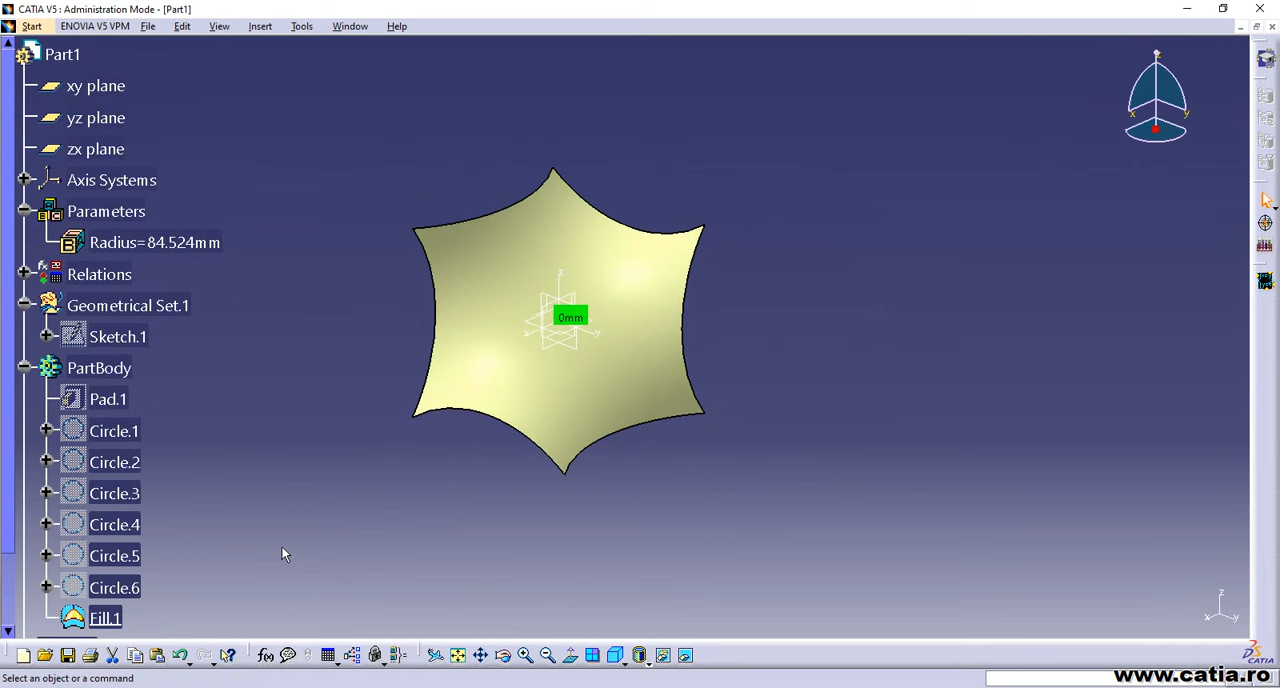 CATIA V5 : Administration Mode - [Part1]
Start ENOVIA V5 VPM File Edit View Insert Tools Window Help
Part1
xy plane
yz plane
zx plane
Axis Systems
Parameters
Radius=84.524mm
Relations
Geometrical Set.1
Sketch.1
PartBody
Pad.1
Circle.1
Circle.2
Circle.3
Circle.4
Circle.5
Circle.6
Fill.1
z
x y
z
0mm
x y
z
x y
f(x)
CATIA
Select an object or a command
www.catia.ro